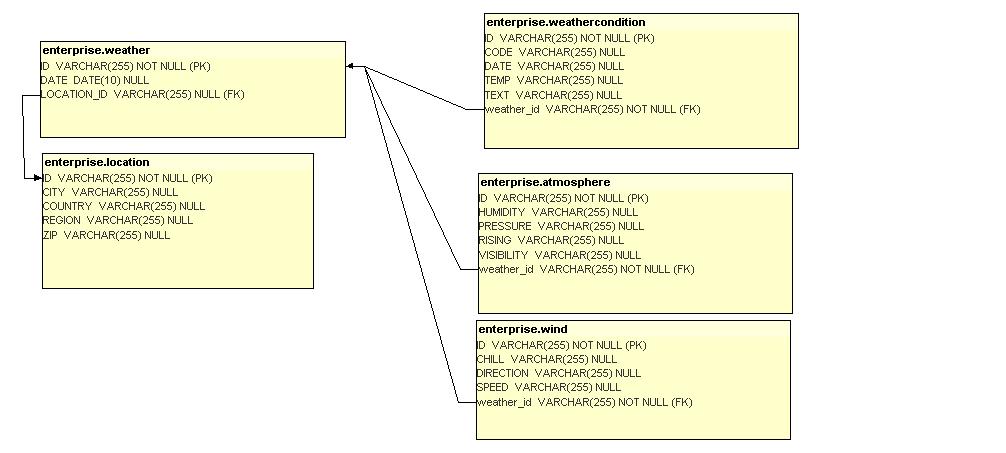 enterprise.weather
ID VARCHAR(255) NOT NULL (PK)
DATE DATE(10) NULL
LOCATION_ID VARCHAR(255) NULL (FK)
enterprise.location
ID VARCHAR(255) NOT NULL (PK)
CITY VARCHAR(255) NULL
COUNTRY VARCHAR(255) NULL
REGION VARCHAR(255) NULL
ZIP VARCHAR(255) NULL
enterprise.weathercondition
ID VARCHAR(255) NOT NULL (PK)
CODE VARCHAR(255) NULL
DATE VARCHAR(255) NULL
TEMP VARCHAR(255) NULL
TEXT VARCHAR(255) NULL
weather_id VARCHAR(255) NOT NULL (FK)
enterprise.atmosphere
ID VARCHAR(255) NOT NULL (PK)
HUMIDITY VARCHAR(255) NULL
PRESSURE VARCHAR(255) NULL
RISING VARCHAR(255) NULL
VISIBILITY VARCHAR(255) NULL
weather_id VARCHAR(255) NOT NULL (FK)
enterprise.wind
ID VARCHAR(255) NOT NULL (PK)
CHILL VARCHAR(255) NULL
DIRECTION VARCHAR(255) NULL
SPEED VARCHAR(255) NULL
weather_id VARCHAR(255) NOT NULL (FK)